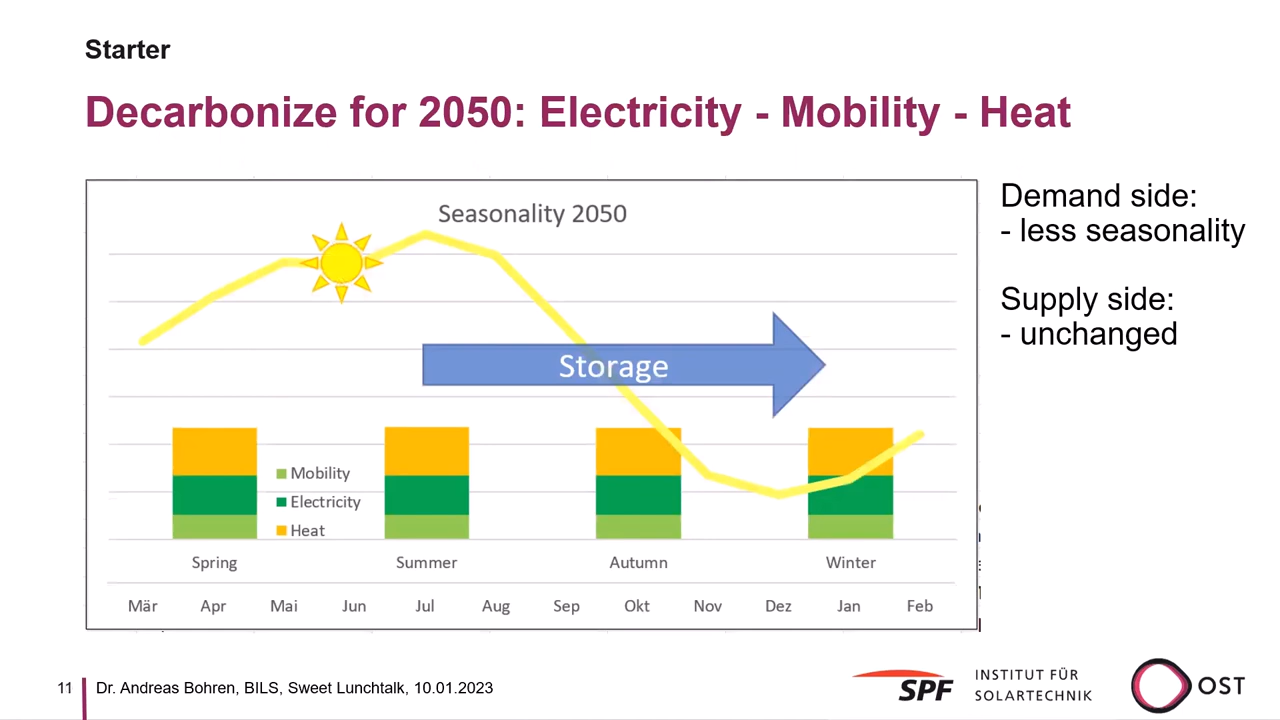 Starter
Decarbonize for 2050: Electricity - Mobility - Heat
Seasonality 2050
Storage
Mobility
Electricity
Heat
Spring Summer Autumn Winter
Mär Apr Mai Jun Jul Aug Sep Okt Nov Dez Jan Feb
Demand side:
- less seasonality
Supply side:
- unchanged
11 Dr. Andreas Bohren, BILS, Sweet Lunchtalk, 10.01.2023
SPF
INSTITUT FÜR
SOLARTECHNIK
OST